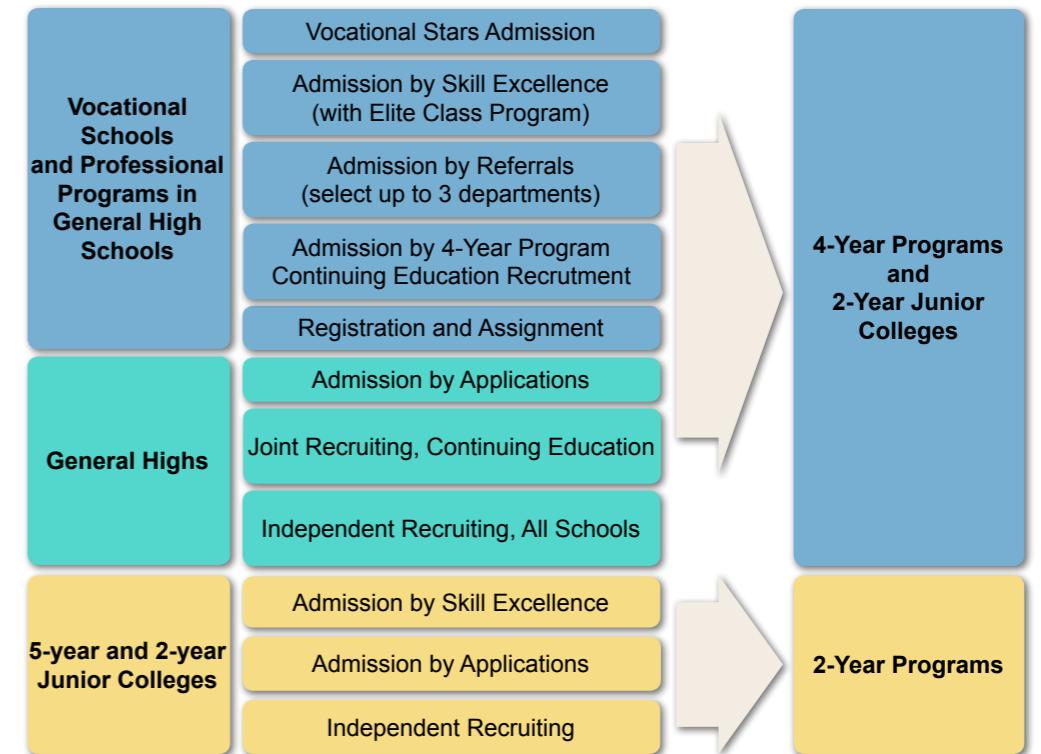 Vocational
Schools
and Professional
Programs in
General High
Schools
Vocational Stars Admission
Admission by Skill Excellence
(with Elite Class Program)
Admission by Referrals
(select up to 3 departments)
Admission by 4-Year Program
Continuing Education Recrutment
Registration and Assignment
General Highs
Admission by Applications
Joint Recruiting, Continuing Education
Independent Recruiting, All Schools
4-Year Programs
and
2-Year Junior
Colleges
5-year and 2-year
Junior Colleges
Admission by Skill Excellence
Admission by Applications
Independent Recruiting
2-Year Programs